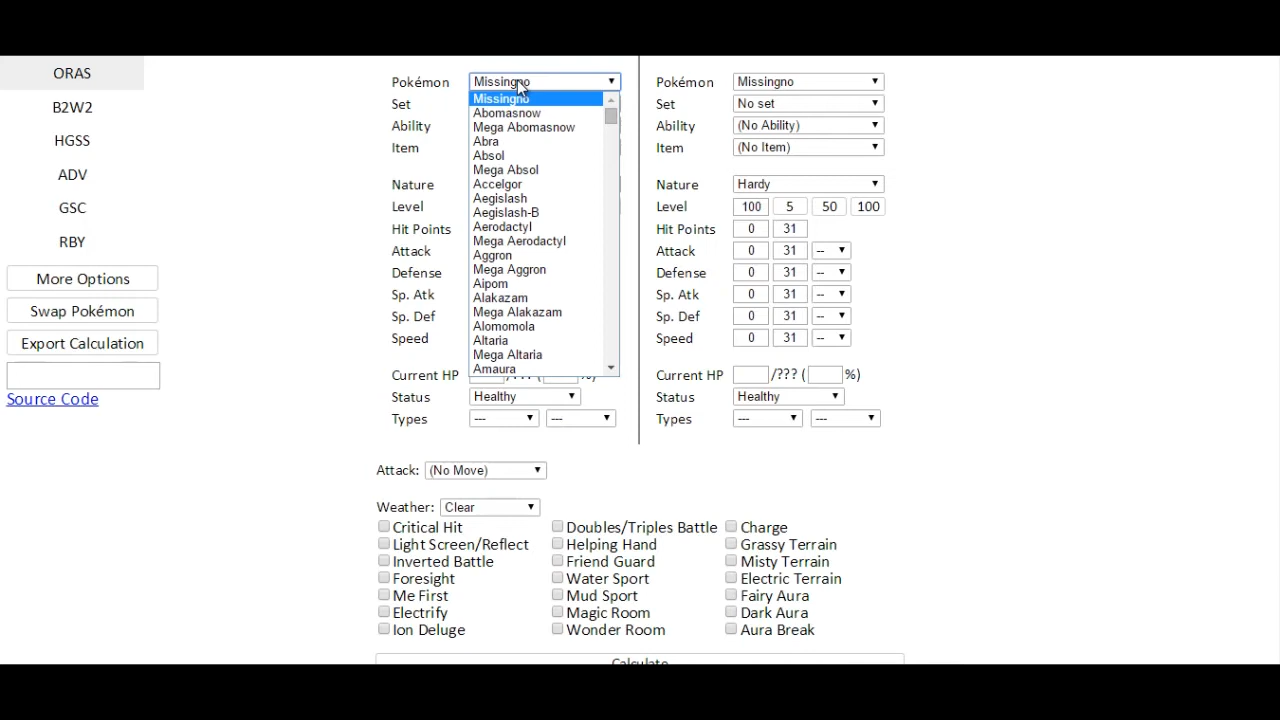 ORAS
B2W2
HGSS
ADV
GSC
RBY
More Options
Swap Pokémon
Export Calculation
Source Code
Pokémon Missingno
Set
Ability
Item
Nature
Level
Hit Points
Attack
Defense
Sp. Atk
Sp. Def
Speed
Missingno
Abomasnow
Mega Abomasnow
Abra
Absol
Mega Absol
Accelgor
Aegislash
Aegislash-B
Aerodactyl
Mega Aerodactyl
Aggron
Mega Aggron
Aipom
Alakazam
Mega Alakazam
Alomomola
Altaria
Mega Altaria
Amaura
Current HP /??? ( %)
Status Healthy
Types --- ---
Pokémon Missingno
Set No set
Ability (No Ability)
Item (No Item)
Nature Hardy
Level 100 5 50 100
Hit Points 0 31
Attack 0 31 --
Defense 0 31 --
Sp. Atk 0 31 --
Sp. Def 0 31 --
Speed 0 31 --
Current HP /??? ( %)
Status Healthy
Types --- ---
Attack: (No Move)
Weather: Clear
Critical Hit Doubles/Triples Battle Charge
Light Screen/Reflect Helping Hand Grassy Terrain
Inverted Battle Friend Guard Misty Terrain
Foresight Water Sport Electric Terrain
Me First Mud Sport Fairy Aura
Electrify Magic Room Dark Aura
Ion Deluge Wonder Room Aura Break
Calculate